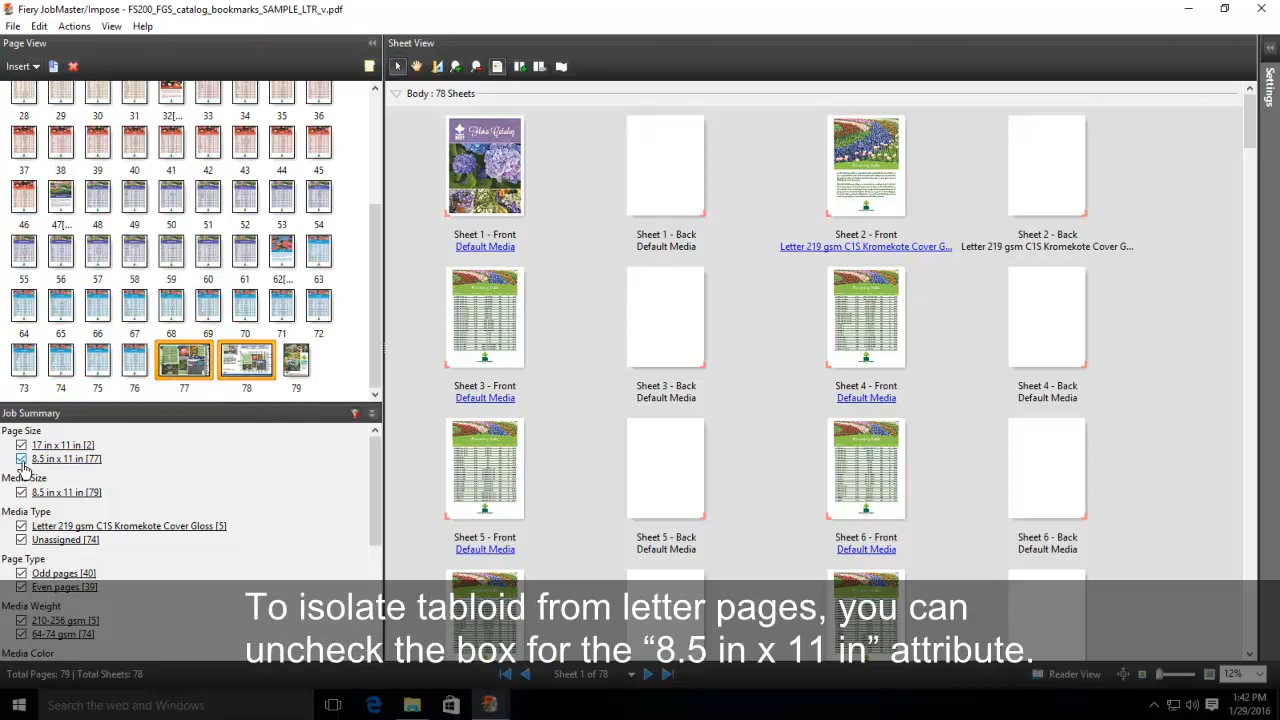 Fiery JobMaster/Impose - FS200_FGS_catalog_bookmarks_SAMPLE_LTR_v.pdf
File Edit Actions View Help
Page View
Insert
28 29 30 31 32[... 33 34 35 36
37 38 39 40 41 42 43 44 45
46 47[... 48 49 50 51 52 53 54
55 56 57 58 59 60 61 62[... 63
64 65 66 67 68 69 70 71 72
73 74 75 76 77 78 79
Job Summary
Page Size
17 in x 11 in [2]
8.5 in x 11 in [77]
Media Size
8.5 in x 11 in [79]
Media Type
Letter 219 gsm C1S Kromekote Cover Gloss [5]
Unassigned [74]
Page Type
Odd pages [40]
Even pages [39]
Media Weight
210-256 gsm [5]
64-74 gsm [74]
Media Color
Total Pages: 79 | Total Sheets: 78
Sheet View
Body : 78 Sheets
Sheet 1 - Front Sheet 1 - Back Sheet 2 - Front Sheet 2 - Back
Default Media Default Media Letter 219 gsm C1S Kromekote Cover G... Letter 219 gsm C1S Kromekote Cover G...
Sheet 3 - Front Sheet 3 - Back Sheet 4 - Front Sheet 4 - Back
Default Media Default Media Default Media Default Media
Sheet 5 - Front Sheet 5 - Back Sheet 6 - Front Sheet 6 - Back
Default Media Default Media Default Media Default Media
Settings
To isolate tabloid from letter pages, you can
uncheck the box for the “8.5 in x 11 in” attribute.
Sheet 1 of 78
Reader View
12%
Search the web and Windows
1:42 PM
1/29/2016